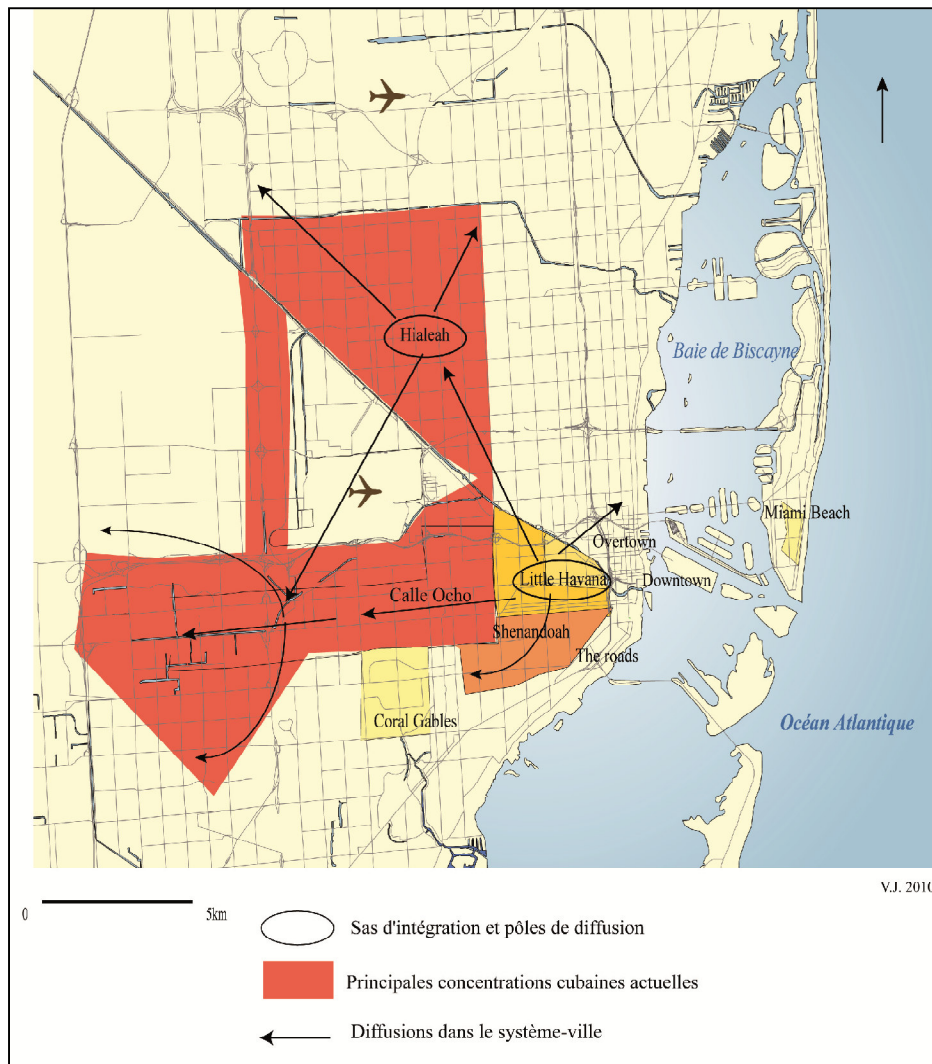 Hialeah
Baie de Biscayne
Miami Beach
Overtown
Little Havana
Downtown
Calle Ocho
Shenandoah
The roads
Coral Gables
Océan Atlantique
V.J. 2010
0 5km
Sas d'intégration et pôles de diffusion
Principales concentrations cubaines actuelles
Diffusions dans le système-ville